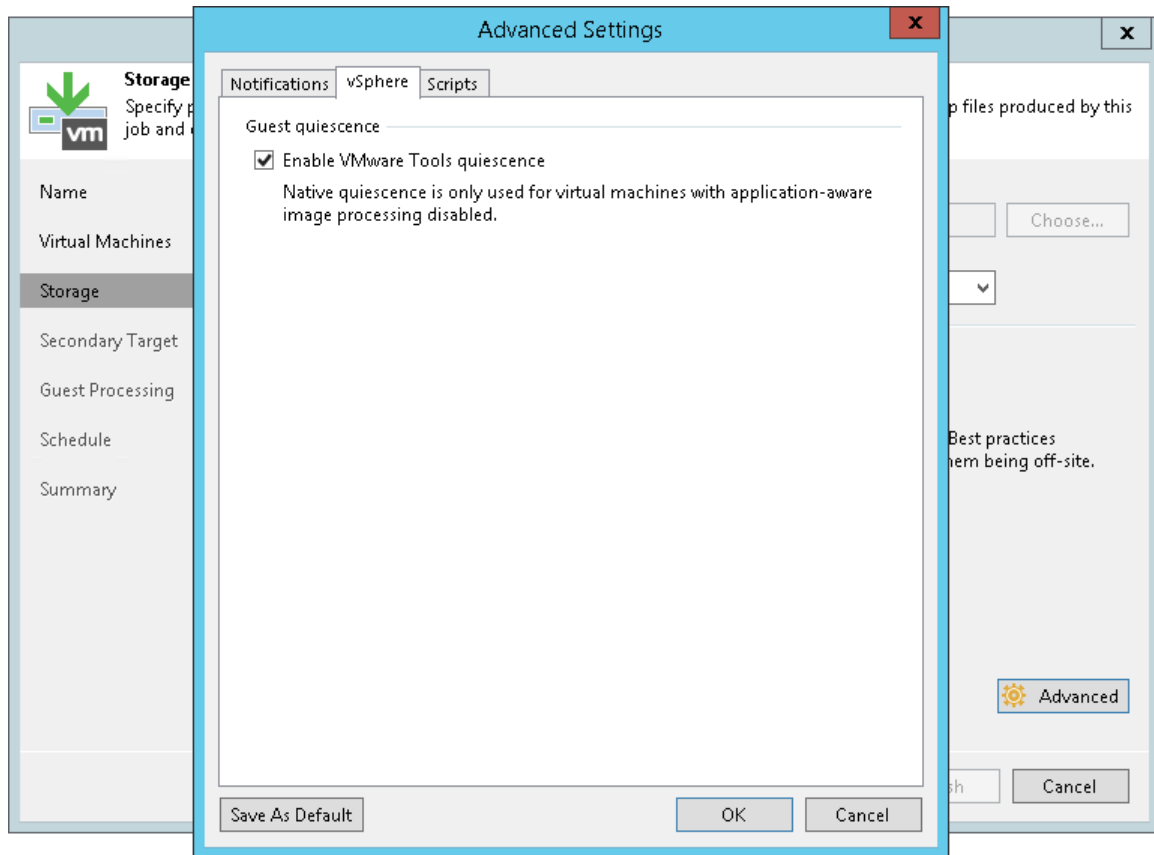 Advanced Settings
x
x
Storage
Specify p
job and
p files produced by this
vm
Name
Virtual Machines
Storage
Secondary Target
Guest Processing
Schedule
Summary
Notifications
vSphere
Scripts
Guest quiescence
Enable VMware Tools quiescence
Native quiescence is only used for virtual machines with application-aware
image processing disabled.
Choose...
Best practices
em being off-site.
Advanced
Save As Default
OK
Cancel
sh
Cancel